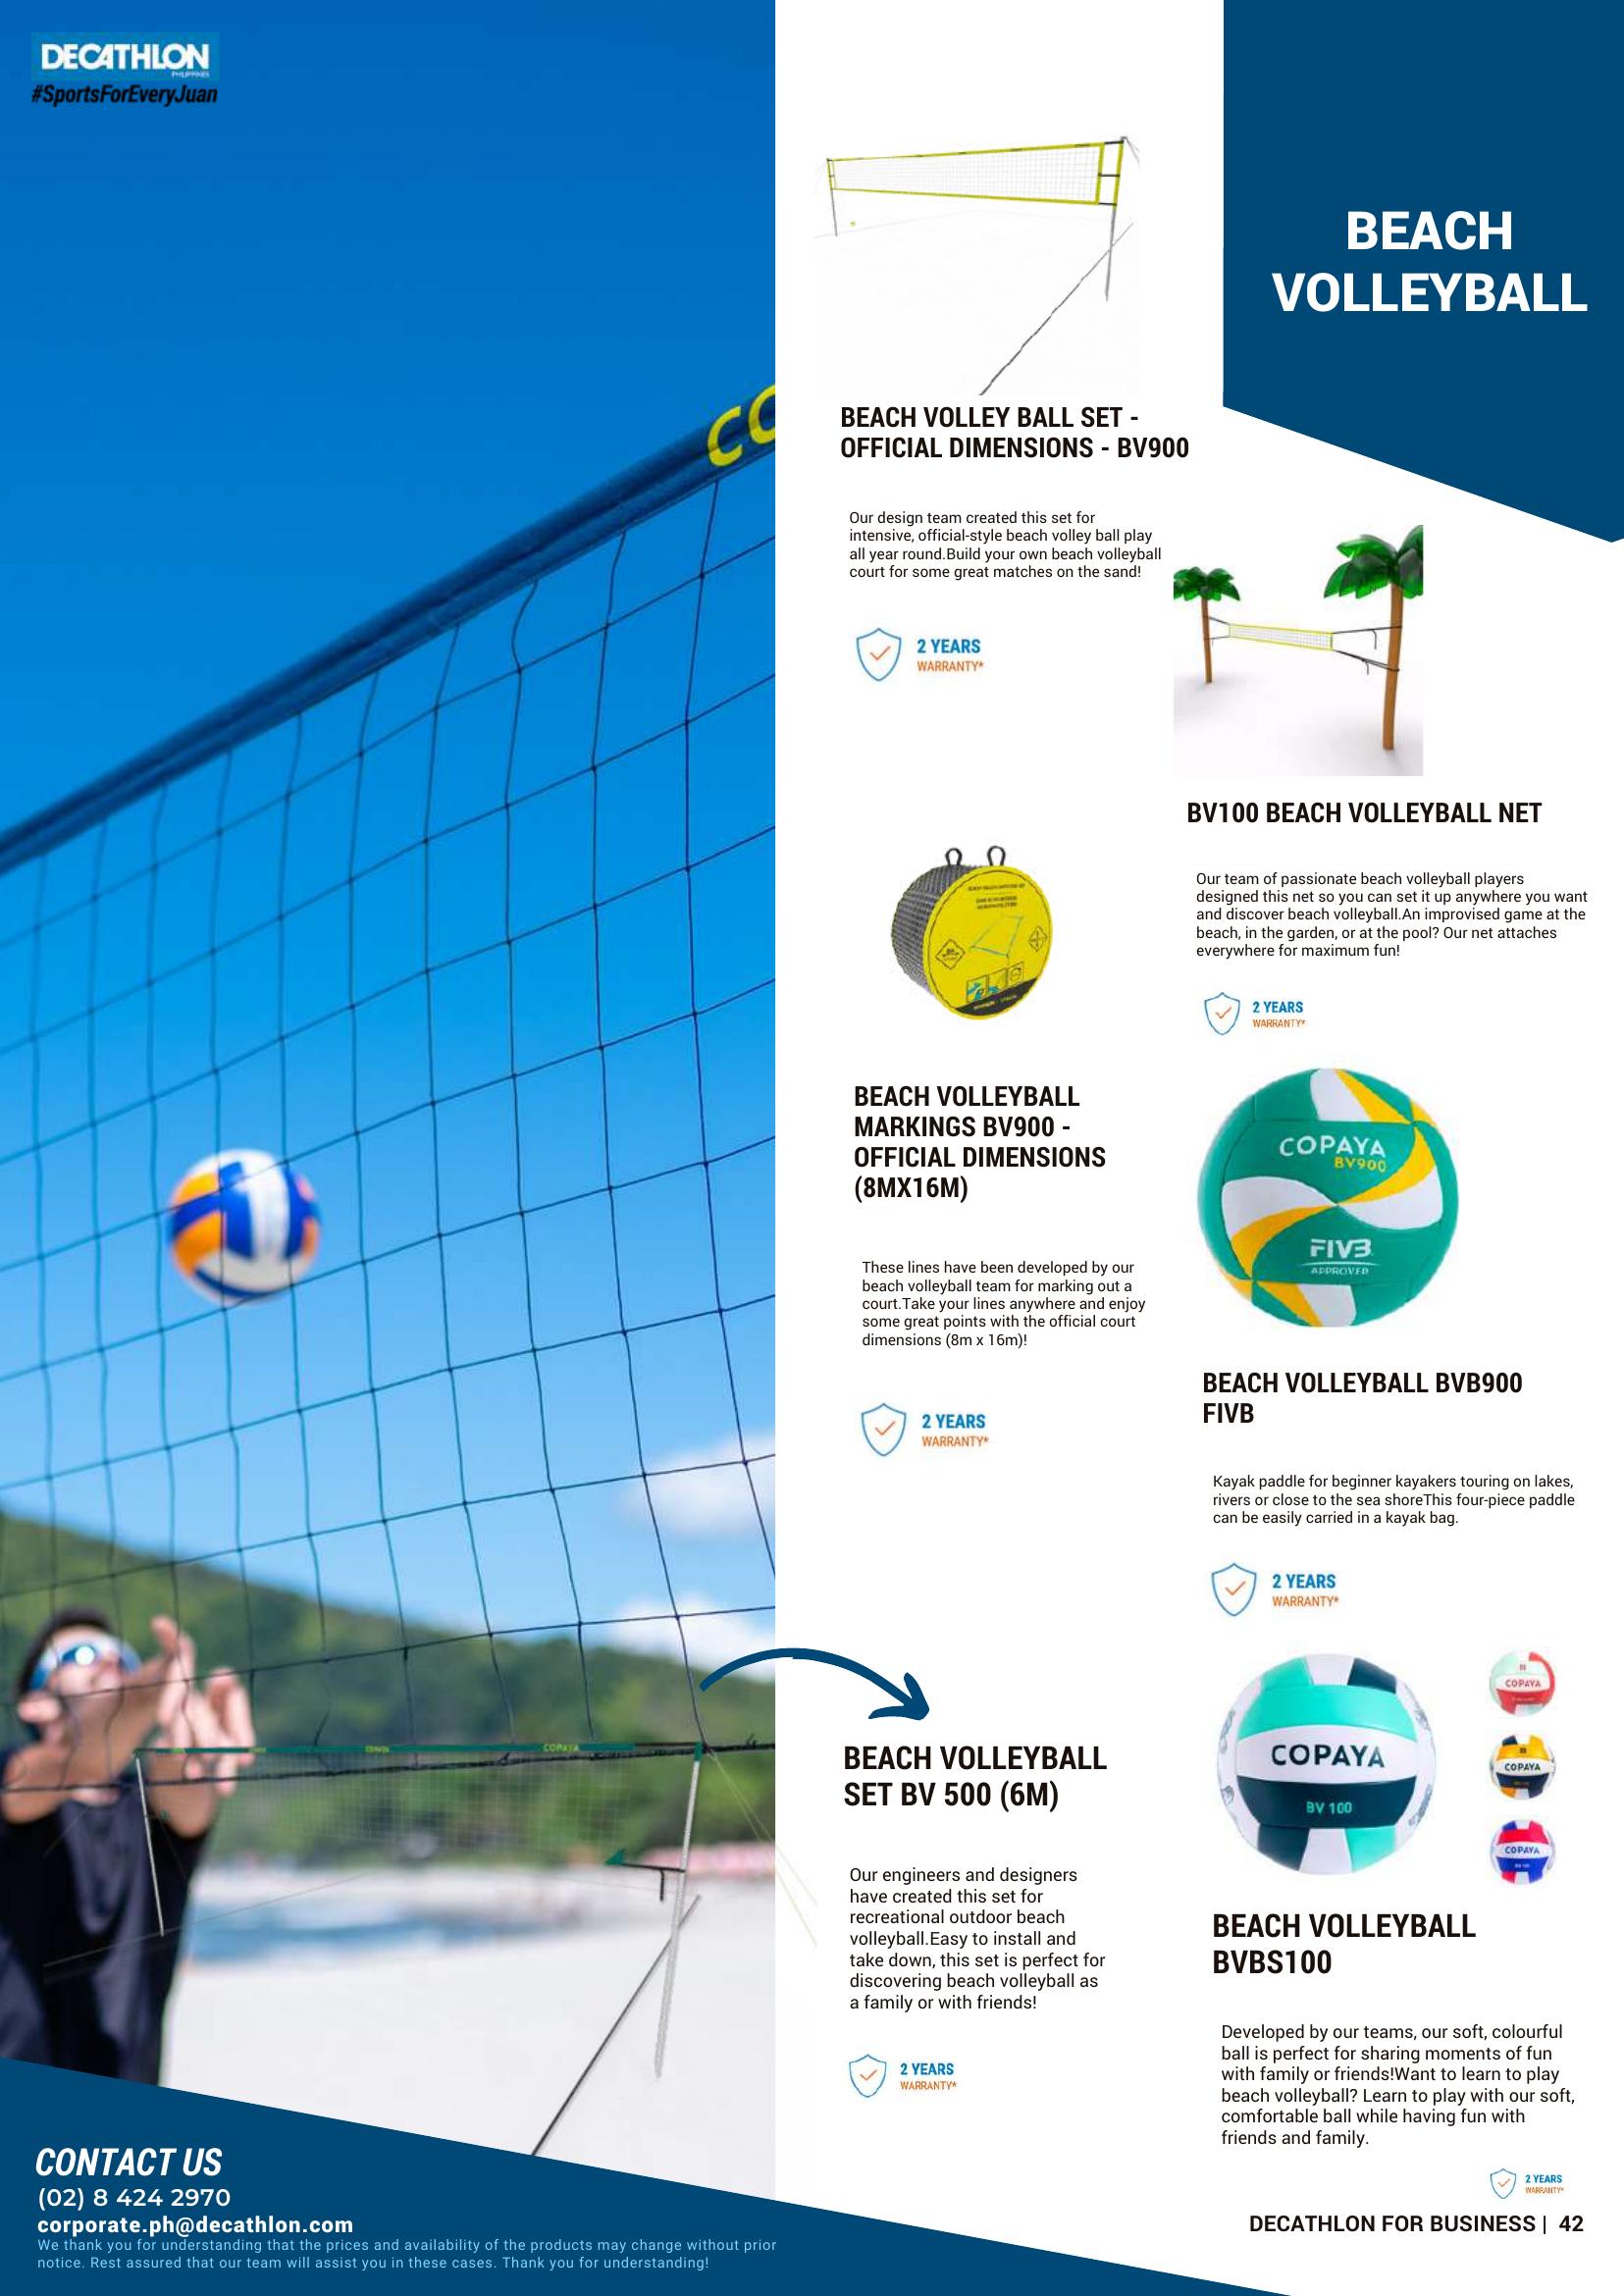 DECATHLON
PHILIPPINES
#SportsForEveryJuan
CO
BEACH
VOLLEYBALL
BEACH VOLLEY BALL SET -
OFFICIAL DIMENSIONS - BV900
Our design team created this set for
intensive, official-style beach volley ball play
all year round.Build your own beach volleyball
court for some great matches on the sand!
2 YEARS
WARRANTY*
BV100 BEACH VOLLEYBALL NET
Our team of passionate beach volleyball players
designed this net so you can set it up anywhere you want
and discover beach volleyball.An improvised game at the
beach, in the garden, or at the pool? Our net attaches
everywhere for maximum fun!
2 YEARS
WARRANTY*
BEACH VOLLEYBALL
MARKINGS BV900 -
OFFICIAL DIMENSIONS
(8MX16M)
These lines have been developed by our
beach volleyball team for marking out a
court.Take your lines anywhere and enjoy
some great points with the official court
dimensions (8m x 16m)!
2 YEARS
WARRANTY*
COPAYA
BV900
FIVB
APPROVED
BEACH VOLLEYBALL BVB900
FIVB
Kayak paddle for beginner kayakers touring on lakes,
rivers or close to the sea shoreThis four-piece paddle
can be easily carried in a kayak bag.
2 YEARS
WARRANTY*
COPAYA
BEACH VOLLEYBALL
SET BV 500 (6M)
Our engineers and designers
have created this set for
recreational outdoor beach
volleyball.Easy to install and
take down, this set is perfect for
discovering beach volleyball as
a family or with friends!
2 YEARS
WARRANTY*
COPAYA
BV 100
COPAYA
COPAYA
COPAYA
BEACH VOLLEYBALL
BVBS100
Developed by our teams, our soft, colourful
ball is perfect for sharing moments of fun
with family or friends!Want to learn to play
beach volleyball? Learn to play with our soft,
comfortable ball while having fun with
friends and family.
2 YEARS
WARRANTY*
CONTACT US
(02) 8 424 2970
corporate.ph@decathlon.com
We thank you for understanding that the prices and availability of the products may change without prior
notice. Rest assured that our team will assist you in these cases. Thank you for understanding!
DECATHLON FOR BUSINESS | 42